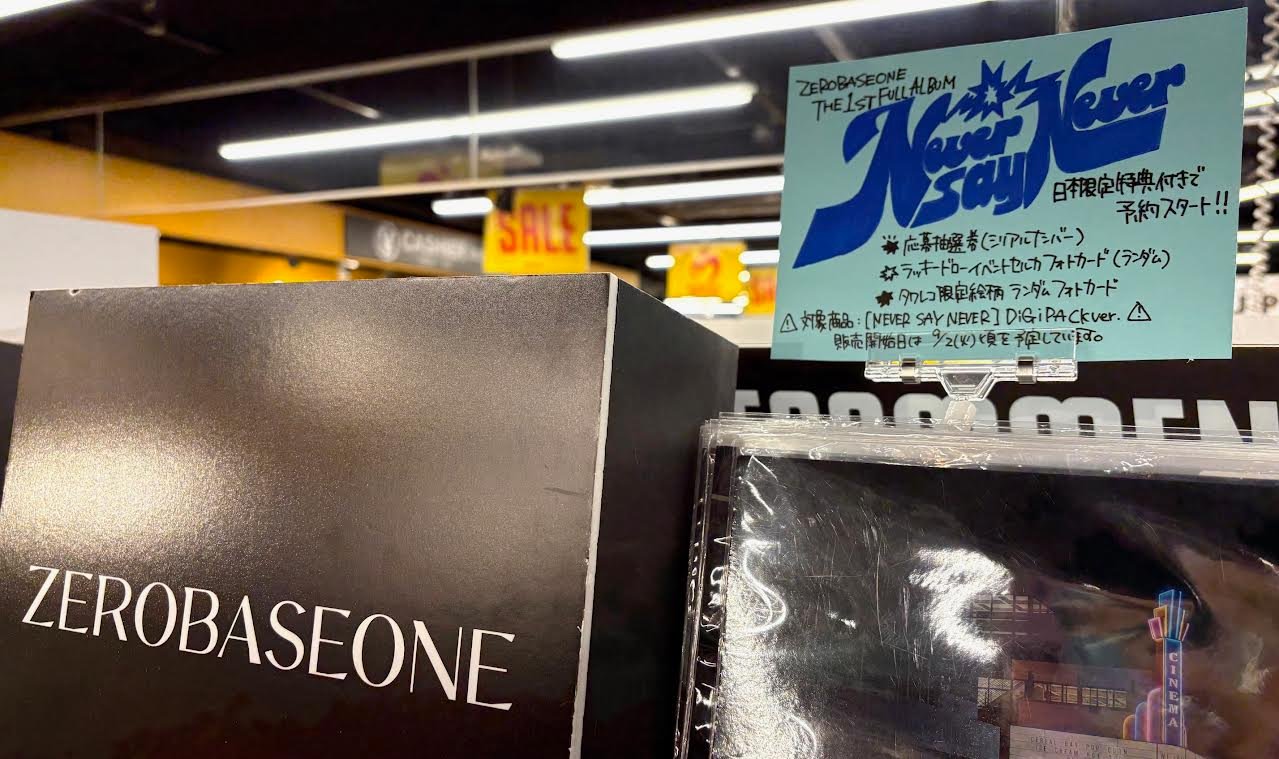 ZEROBASEONE
THE 1ST FULL ALBUM
Never
say
Never
日本限定特典付きで
予約スタート!!
応募抽選券(シリアルナンバー)
ラッキードローイベントセルカフォトカード(ランダム)
タワレコ限定絵柄 ランダムフォトカード
⚠ 対象商品:[NEVER SAY NEVER] DiGiPACK ver. ⚠
販売開始日は 9/2(火)頃を予定しています。
SALE
CASHIER
ZEROBASEONE
CINEMA